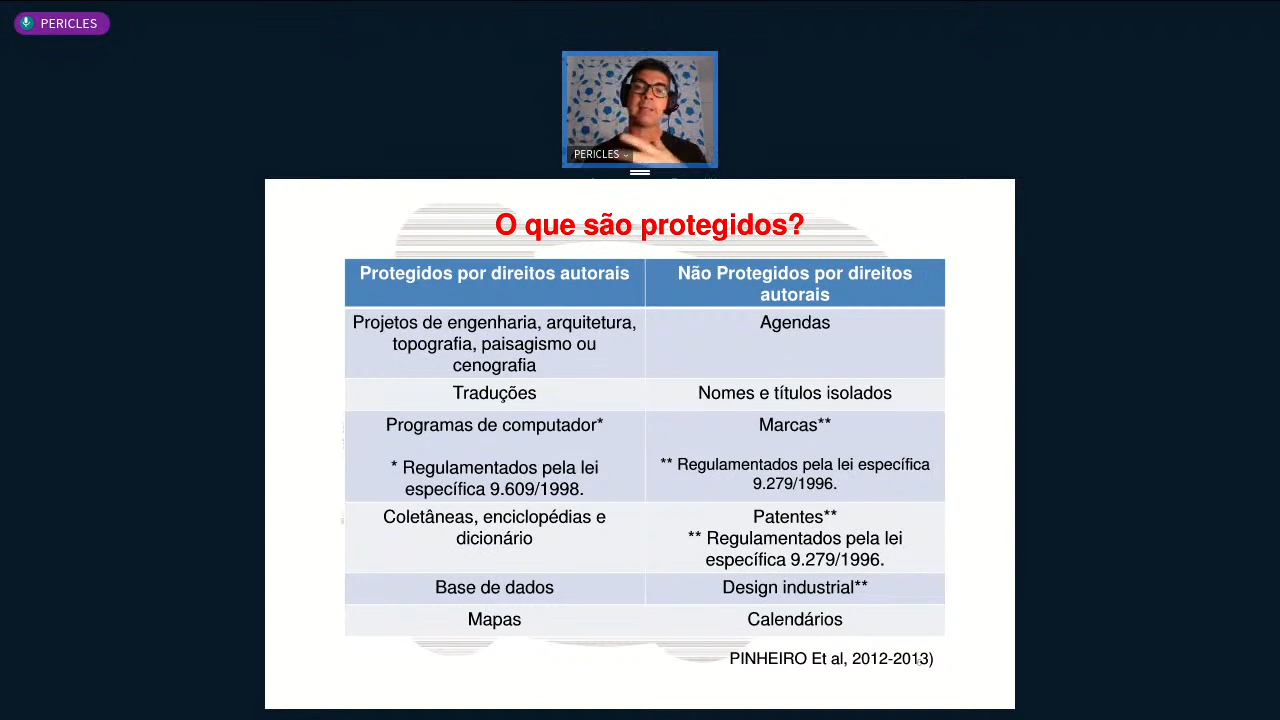 PERICLES
PERICLES
O que são protegidos?
Protegidos por direitos autorais
Não Protegidos por direitos
autorais
Projetos de engenharia, arquitetura,
topografia, paisagismo ou
cenografia
Agendas
Traduções
Nomes e títulos isolados
Programas de computador*
* Regulamentados pela lei
específica 9.609/1998.
Marcas**
** Regulamentados pela lei específica
9.279/1996.
Coletâneas, enciclopédias e
dicionário
Patentes**
** Regulamentados pela lei
específica 9.279/1996.
Base de dados
Design industrial**
Mapas
Calendários
PINHEIRO Et al, 2012-2013)